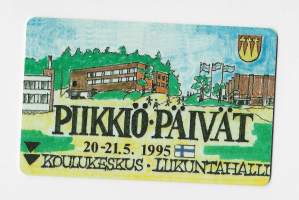 PIIKKIÖ·PÄIVÄT
20-21.5. 1995
KOULUKESKUS · LIIKUNTAHALLI